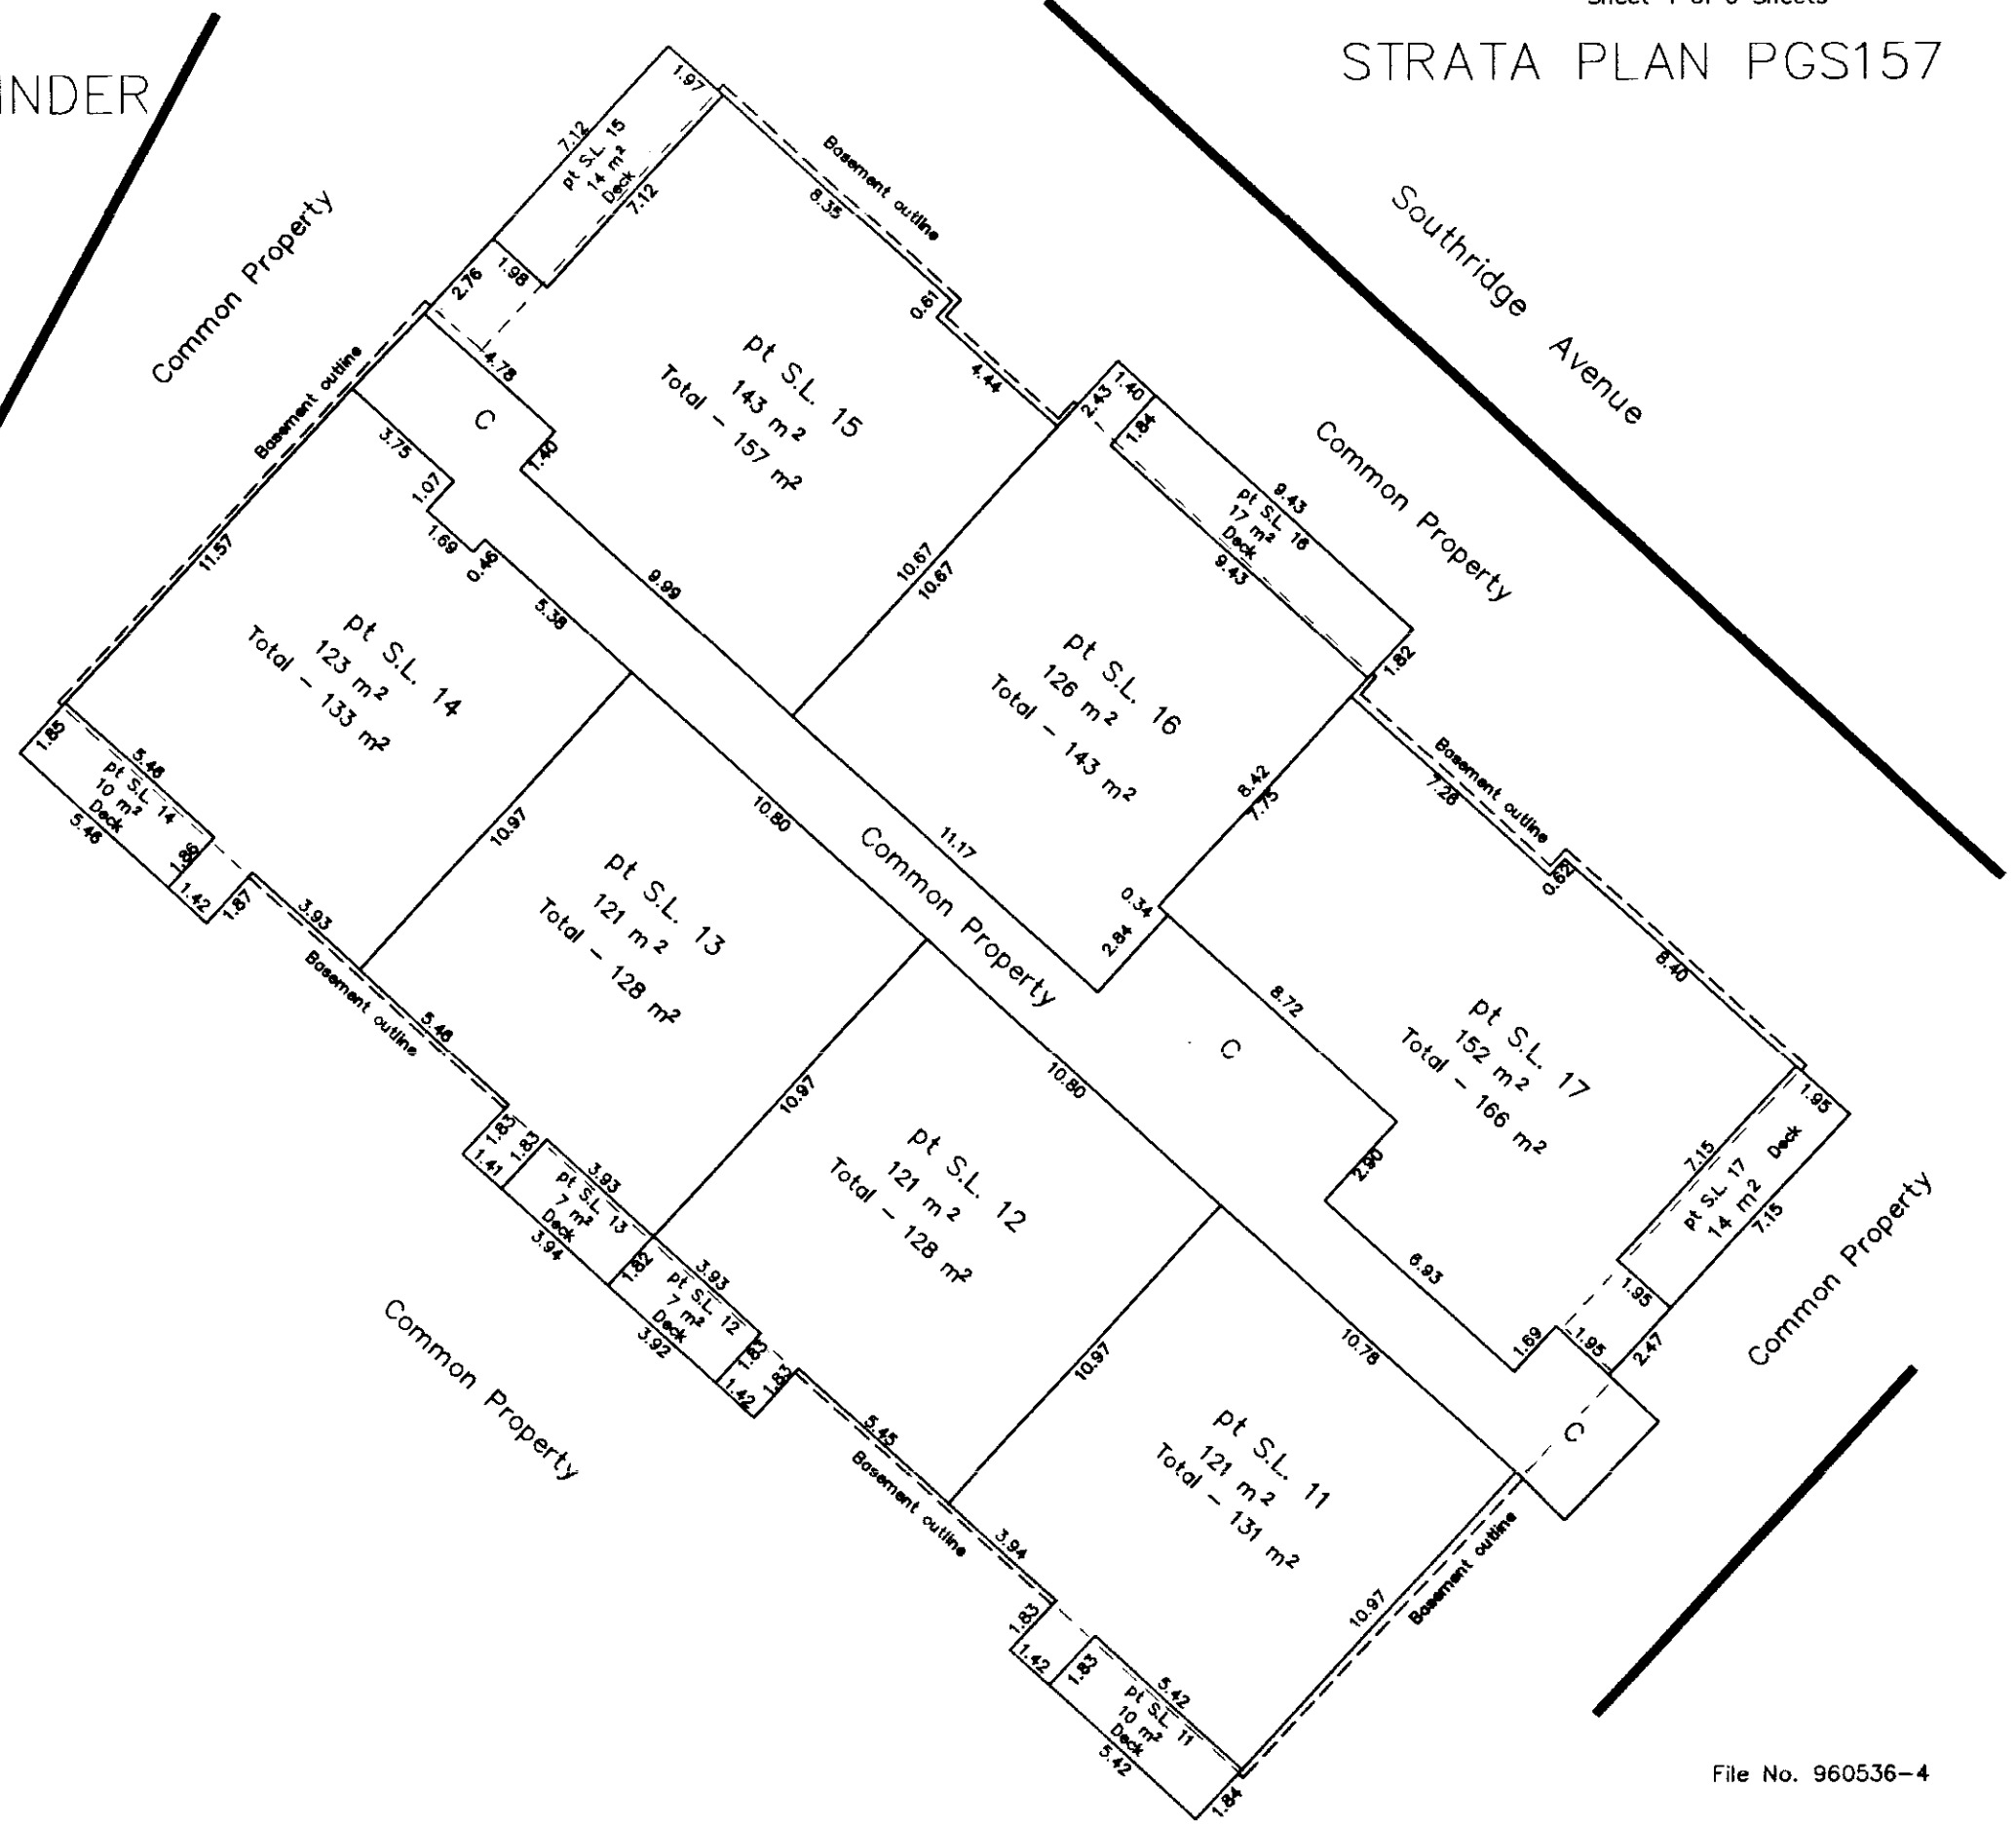 STRATA PLAN PGS157
INDER
Southridge Avenue
Common Property
Common Property
Basement outline
Basement outline
1.97
7.12
pt S.L. 15
14 m²
Deck
7.12
1.98
2.76
8.35
0.61
4.44
4.78
1.40
C
pt S.L. 15
143 m²
Total – 157 m²
9.99
10.67
10.67
2.43
1.40
1.84
9.43
pt S.L. 16
17 m²
Deck
9.43
1.82
pt S.L. 16
126 m²
Total – 143 m²
8.42
7.75
11.17
0.34
2.84
3.75
1.07
1.69
0.46
5.38
11.57
pt S.L. 14
123 m²
Total – 133 m²
1.85
5.46
pt S.L. 14
10 m²
Deck
5.46
1.86
1.42
1.87
3.93
10.97
Basement outline
10.80
pt S.L. 13
121 m²
Total – 128 m²
5.46
1.83
1.83
1.41
3.93
pt S.L. 13
7 m²
Deck
3.94
10.97
Common Property
10.80
C
7.26
Basement outline
0.62
8.40
8.72
pt S.L. 17
152 m²
Total – 166 m²
2.90
6.93
1.69
1.95
7.15
pt S.L. 17
14 m²
Deck
7.15
1.95
1.95
2.47
C
Common Property
pt S.L. 12
121 m²
Total – 128 m²
1.82
3.93
pt S.L. 12
7 m²
Deck
3.92
1.83
1.42
1.83
5.45
Basement outline
10.97
Common Property
10.78
pt S.L. 11
121 m²
Total – 131 m²
3.94
1.83
1.42
1.83
5.42
pt S.L. 11
10 m²
Deck
5.42
1.84
10.97
Basement outline
File No. 960536–4